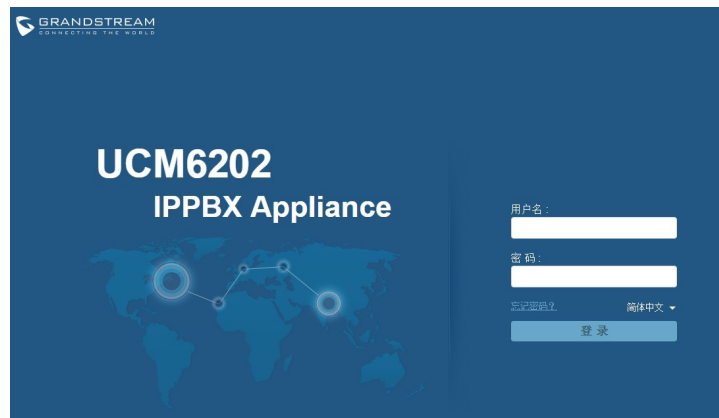 GRANDSTREAM
CONNECTING THE WORLD
UCM6202
IPPBX Appliance
用户名 :
密 码 :
忘记密码?
简体中文
登 录